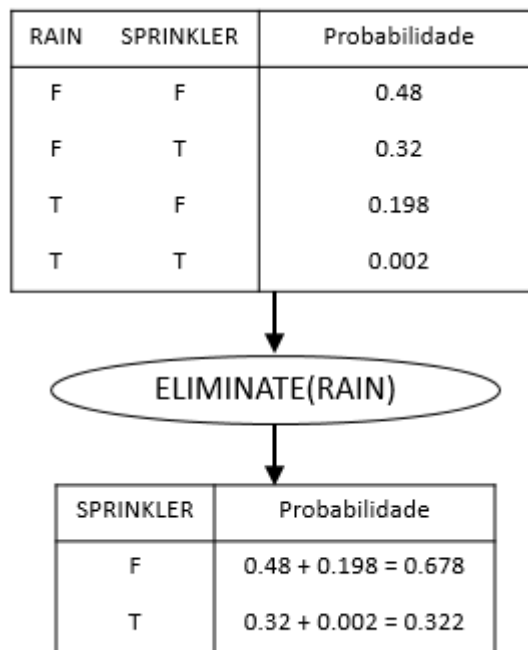 RAIN SPRINKLER Probabilidade
F F 0.48
F T 0.32
T F 0.198
T T 0.002
ELIMINATE(RAIN)
SPRINKLER Probabilidade
F 0.48 + 0.198 = 0.678
T 0.32 + 0.002 = 0.322